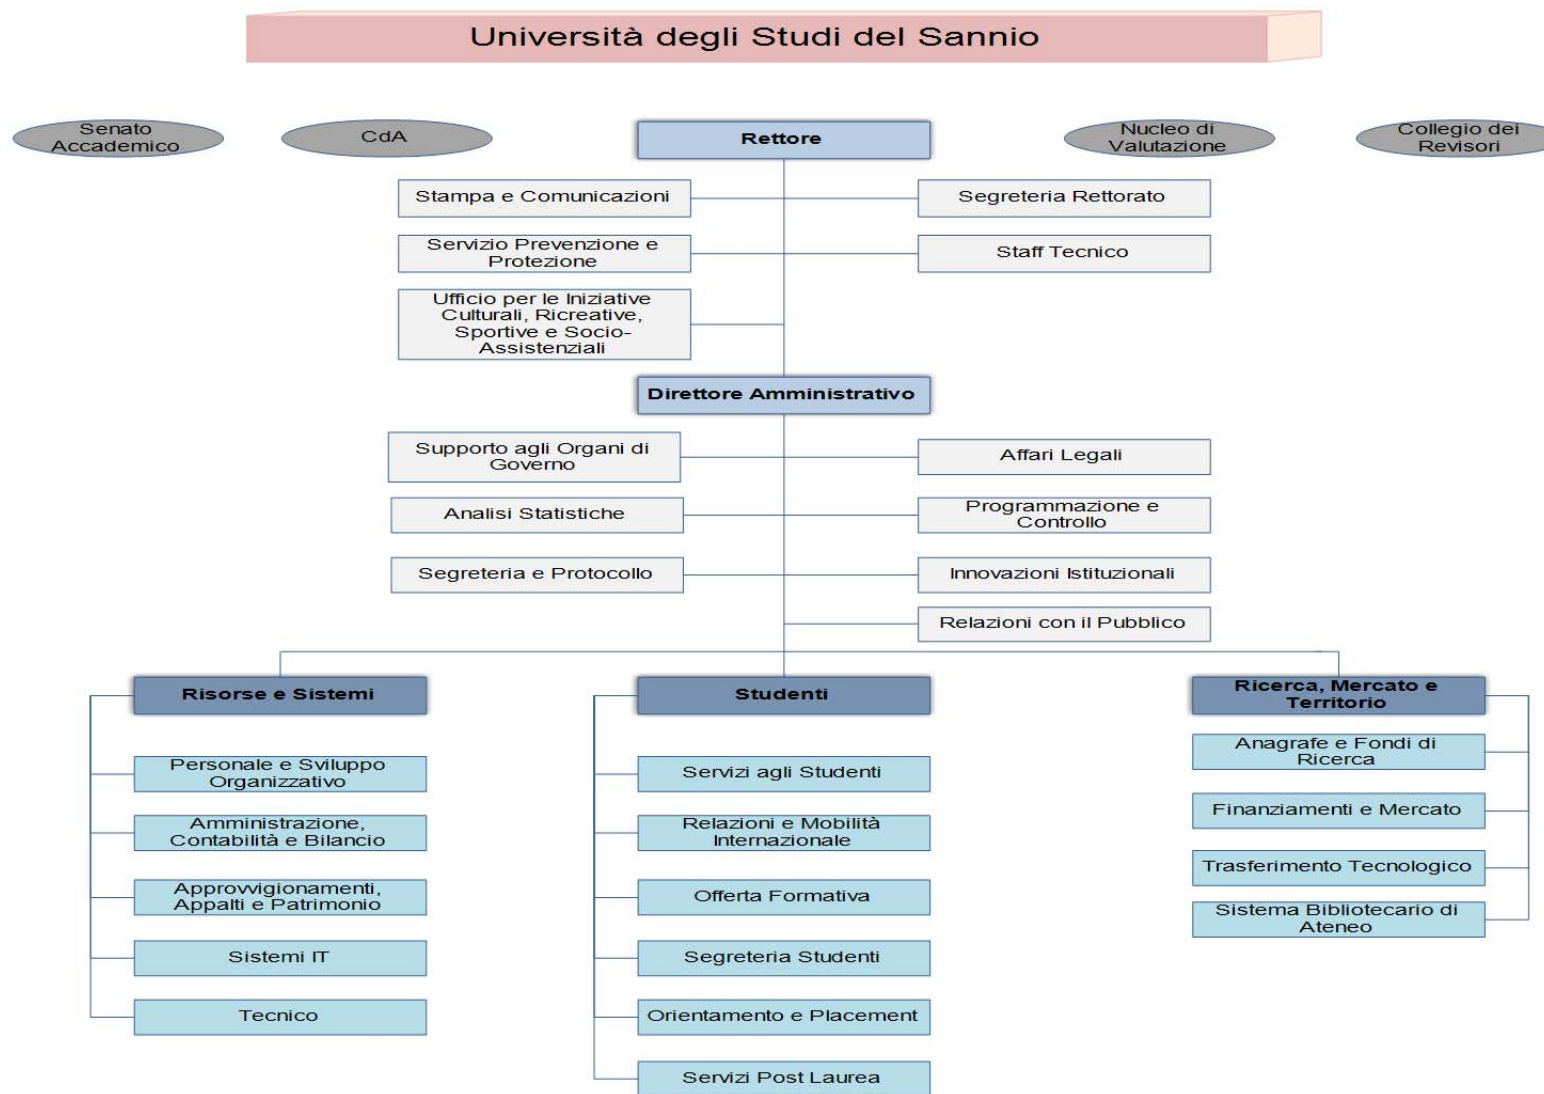 Università degli Studi del Sannio
Senato
Accademico
CdA
Rettore
Nucleo di
Valutazione
Collegio dei
Revisori
Stampa e Comunicazioni
Segreteria Rettorato
Servizio Prevenzione e
Protezione
Staff Tecnico
Ufficio per le Iniziative
Culturali, Ricreative,
Sportive e Socio-
Assistenziali
Direttore Amministrativo
Supporto agli Organi di
Governo
Affari Legali
Analisi Statistiche
Programmazione e
Controllo
Segreteria e Protocollo
Innovazioni Istituzionali
Relazioni con il Pubblico
Risorse e Sistemi
Personale e Sviluppo
Organizzativo
Amministrazione,
Contabilità e Bilancio
Approvvigionamenti,
Appalti e Patrimonio
Sistemi IT
Tecnico
Studenti
Servizi agli Studenti
Relazioni e Mobilità
Internazionale
Offerta Formativa
Segreteria Studenti
Orientamento e Placement
Servizi Post Laurea
Ricerca, Mercato e
Territorio
Anagrafe e Fondi di
Ricerca
Finanziamenti e Mercato
Trasferimento Tecnologico
Sistema Bibliotecario di
Ateneo